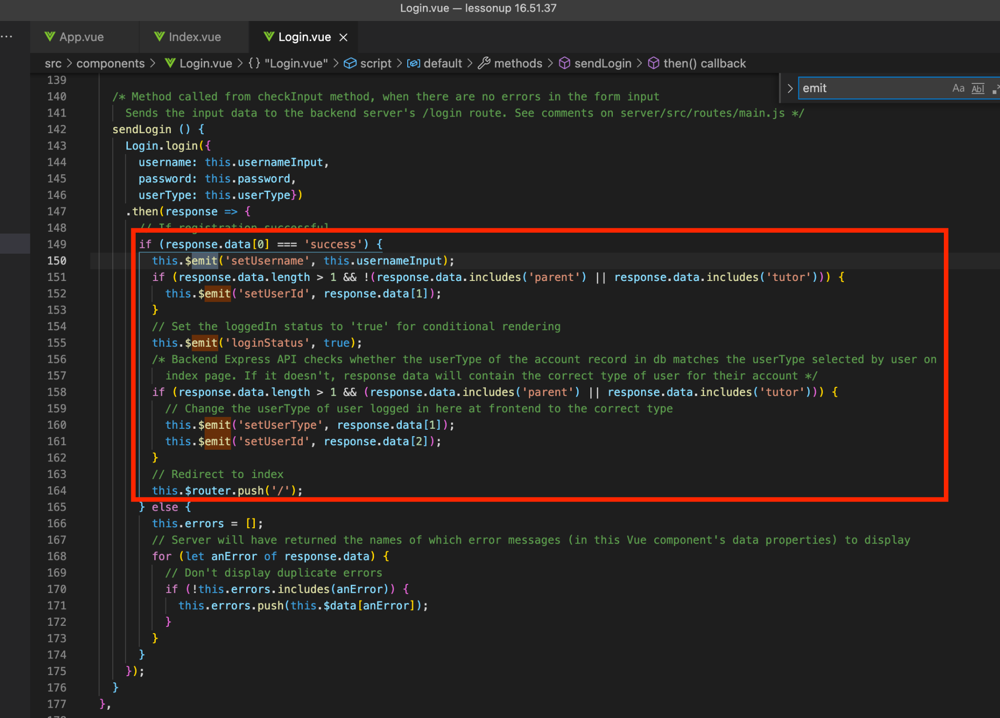 Login.vue — lessonup 16.51.37
App.vue Index.vue Login.vue
src > components > Login.vue > {} "Login.vue" > script > default > methods > sendLogin > then() callback
emit Aa Abl
139
140 /* Method called from checkInput method, when there are no errors in the form input
141 Sends the input data to the backend server's /login route. See comments on server/src/routes/main.js */
142 sendLogin () {
143 Login.login({
144 username: this.usernameInput,
145 password: this.password,
146 userType: this.userType})
147 .then(response => {
148 // If registration successful
149 if (response.data[0] === 'success') {
150 this.$emit('setUsername', this.usernameInput);
151 if (response.data.length > 1 && !(response.data.includes('parent') || response.data.includes('tutor'))) {
152 this.$emit('setUserId', response.data[1]);
153 }
154 // Set the loggedIn status to 'true' for conditional rendering
155 this.$emit('loginStatus', true);
156 /* Backend Express API checks whether the userType of the account record in db matches the userType selected by user on
157 index page. If it doesn't, response data will contain the correct type of user for their account */
158 if (response.data.length > 1 && (response.data.includes('parent') || response.data.includes('tutor'))) {
159 // Change the userType of user logged in here at frontend to the correct type
160 this.$emit('setUserType', response.data[1]);
161 this.$emit('setUserId', response.data[2]);
162 }
163 // Redirect to index
164 this.$router.push('/');
165 } else {
166 this.errors = [];
167 // Server will have returned the names of which error messages (in this Vue component's data properties) to display
168 for (let anError of response.data) {
169 // Don't display duplicate errors
170 if (!this.errors.includes(anError)) {
171 this.errors.push(this.$data[anError]);
172 }
173 }
174 }
175 });
176 }
177 },